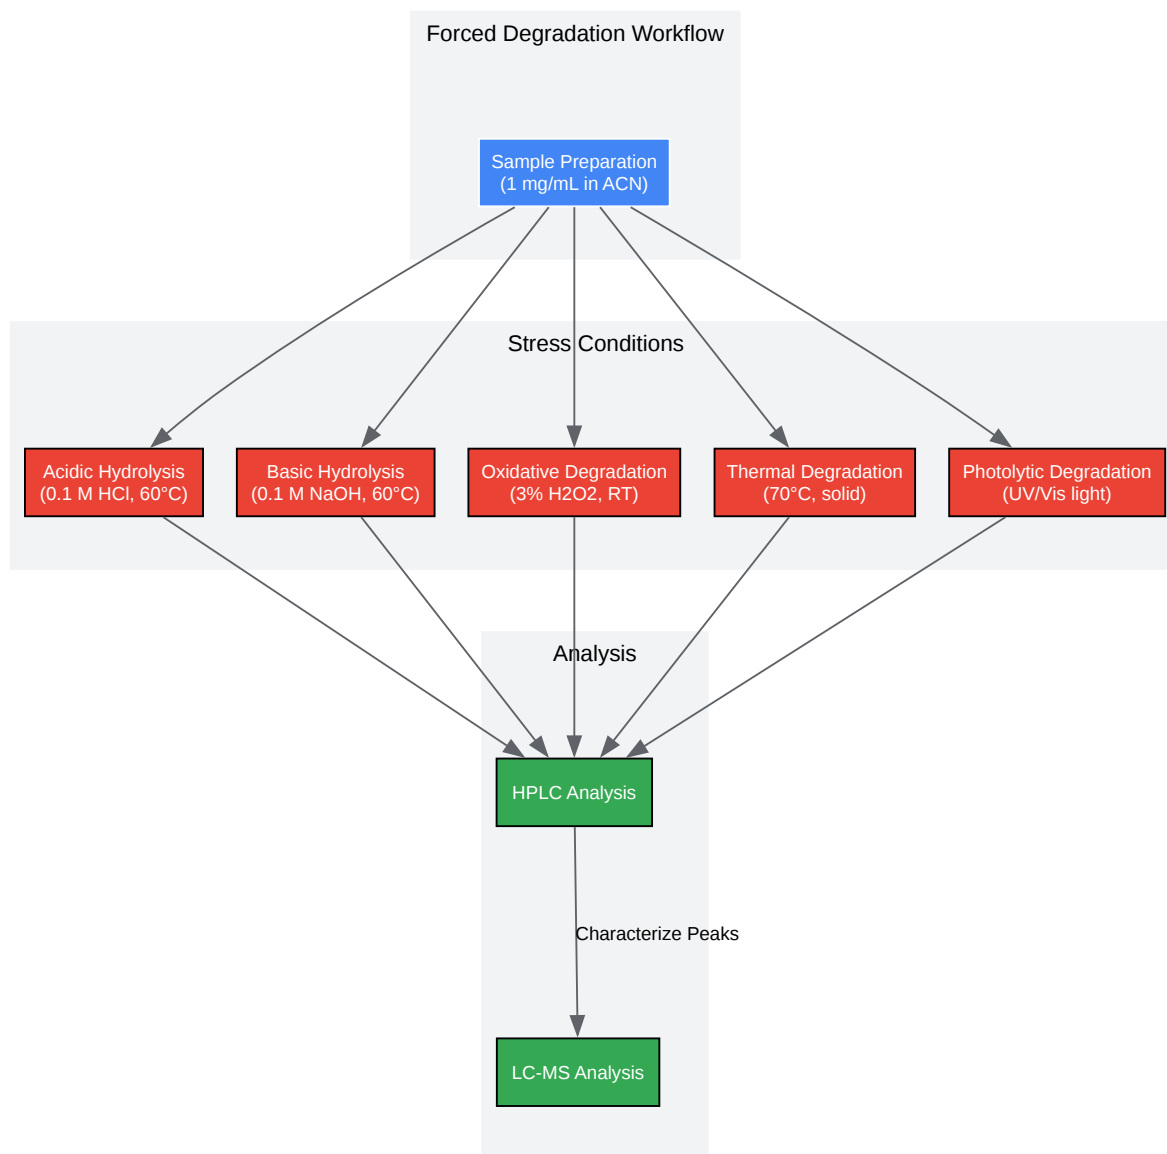 Forced Degradation Workflow
Sample Preparation
(1 mg/mL in ACN)
Stress Conditions
Acidic Hydrolysis
(0.1 M HCl, 60°C)
Basic Hydrolysis
(0.1 M NaOH, 60°C)
Oxidative Degradation
(3% H2O2, RT)
Thermal Degradation
(70°C, solid)
Photolytic Degradation
(UV/Vis light)
Analysis
HPLC Analysis
Characterize Peaks
LC-MS Analysis